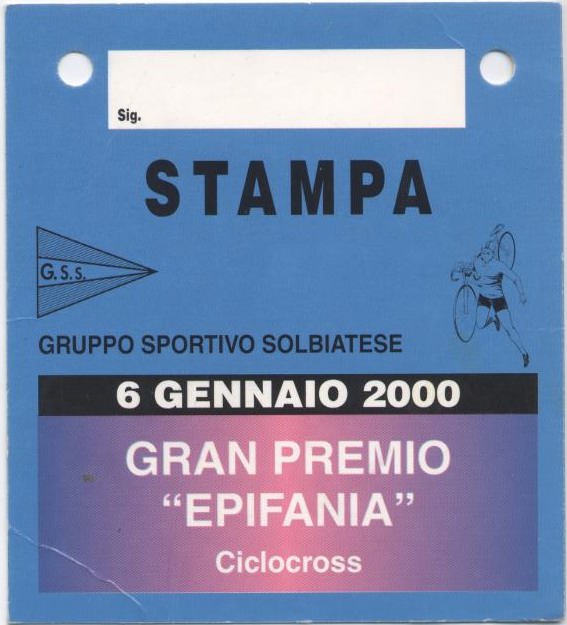 Sig.
STAMPA
G.S.S.
GRUPPO SPORTIVO SOLBIATESE
6 GENNAIO 2000
GRAN PREMIO
“EPIFANIA”
Ciclocross